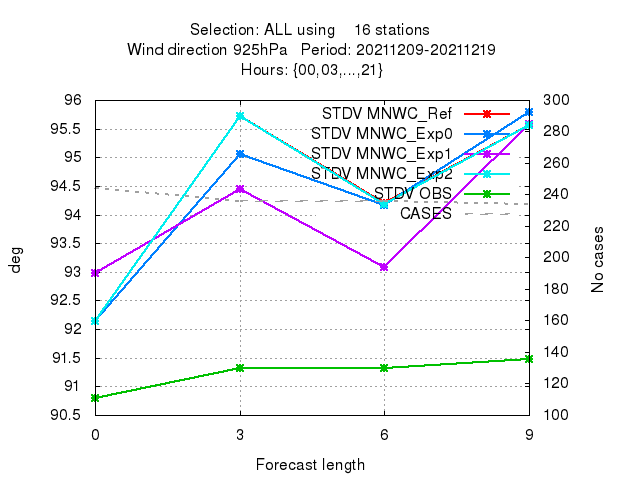 Selection: ALL using 16 stations
Wind direction 925hPa Period: 20211209-20211219
Hours: {00,03,...,21}
96 300
STDV MNWC_Ref
95.5 280
STDV MNWC_Exp0
95 260
STDV MNWC_Exp1
94.5 240
STDV MNWC_Exp2
STDV OBS
94 220
CASES
93.5 200
93 180
92.5 160
92 140
91.5 120
91 100
90.5
deg
No cases
0 3 6 9
Forecast length